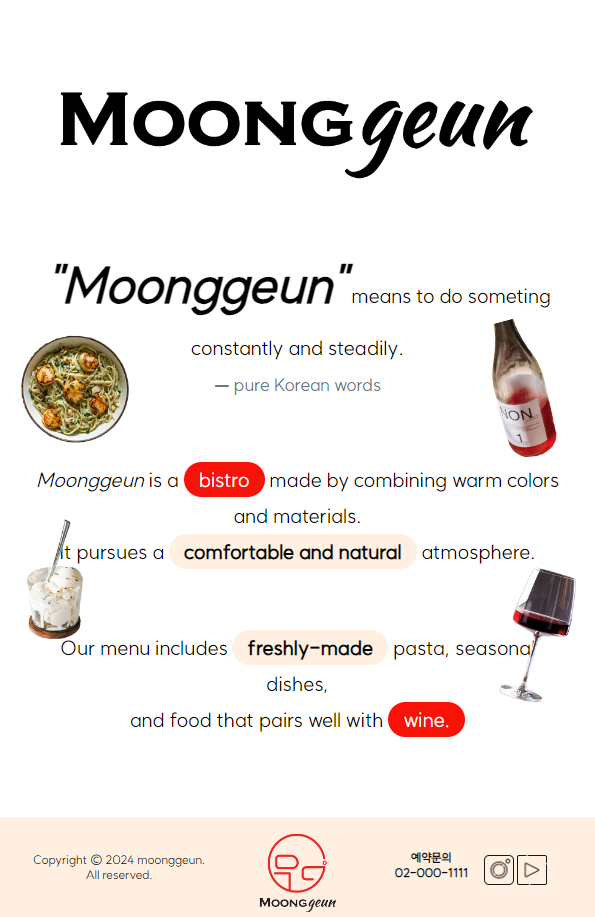 Moonggeun
"Moonggeun" means to do someting
constantly and steadily.
— pure Korean words
NON
1
Moonggeun is a bistro made by combining warm colors
and materials.
It pursues a comfortable and natural atmosphere.
Our menu includes freshly-made pasta, seasona
dishes,
and food that pairs well with wine.
Copyright © 2024 moonggeun.
All reserved.
Moonggeun
예약문의
02-000-1111